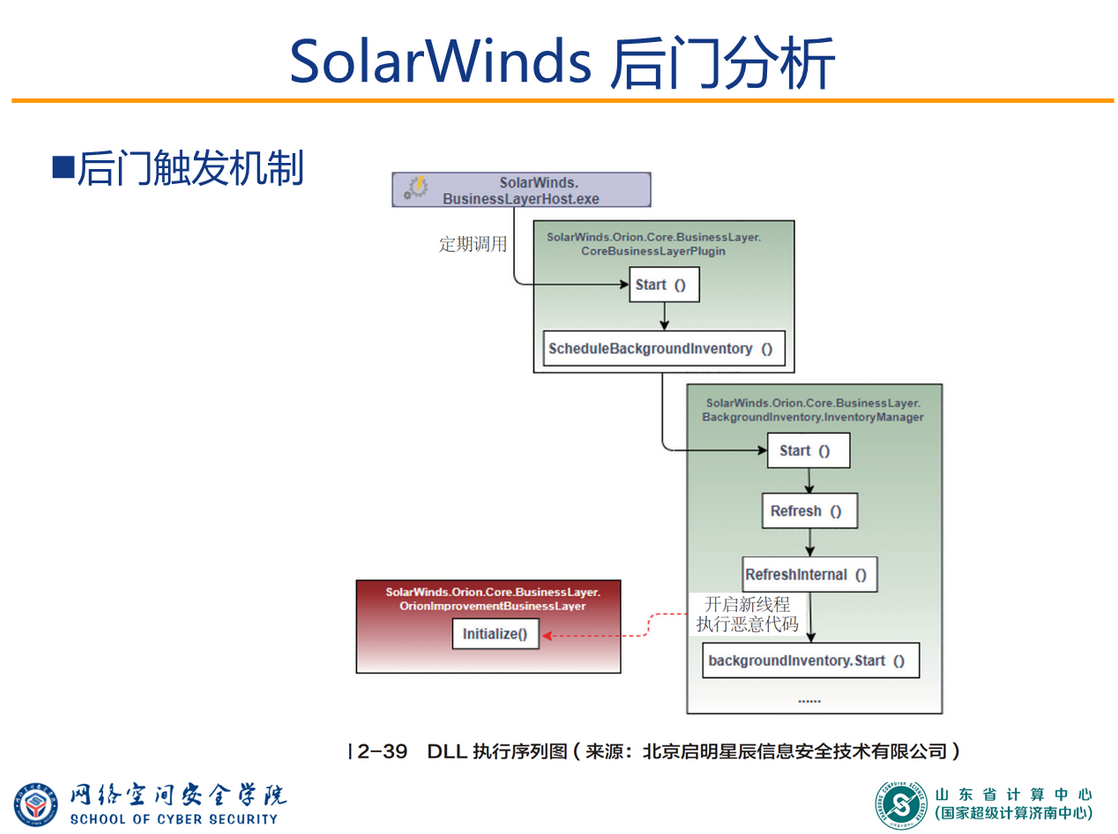 SolarWinds 后门分析
■后门触发机制
SolarWinds.
BusinessLayerHost.exe
定期调用
SolarWinds.Orion.Core.BusinessLayer.
CoreBusinessLayerPlugin
Start ()
ScheduleBackgroundInventory ()
SolarWinds.Orion.Core.BusinessLayer.
BackgroundInventory.InventoryManager
Start ()
Refresh ()
RefreshInternal ()
开启新线程
执行恶意代码
SolarWinds.Orion.Core.BusinessLayer.
OrionImprovementBusinessLayer
Initialize()
backgroundInventory.Start ()
......
2-39 DLL 执行序列图（来源：北京启明星辰信息安全技术有限公司）
网络空间安全学院
SCHOOL OF CYBER SECURITY
山东省计算中心
(国家超级计算济南中心)